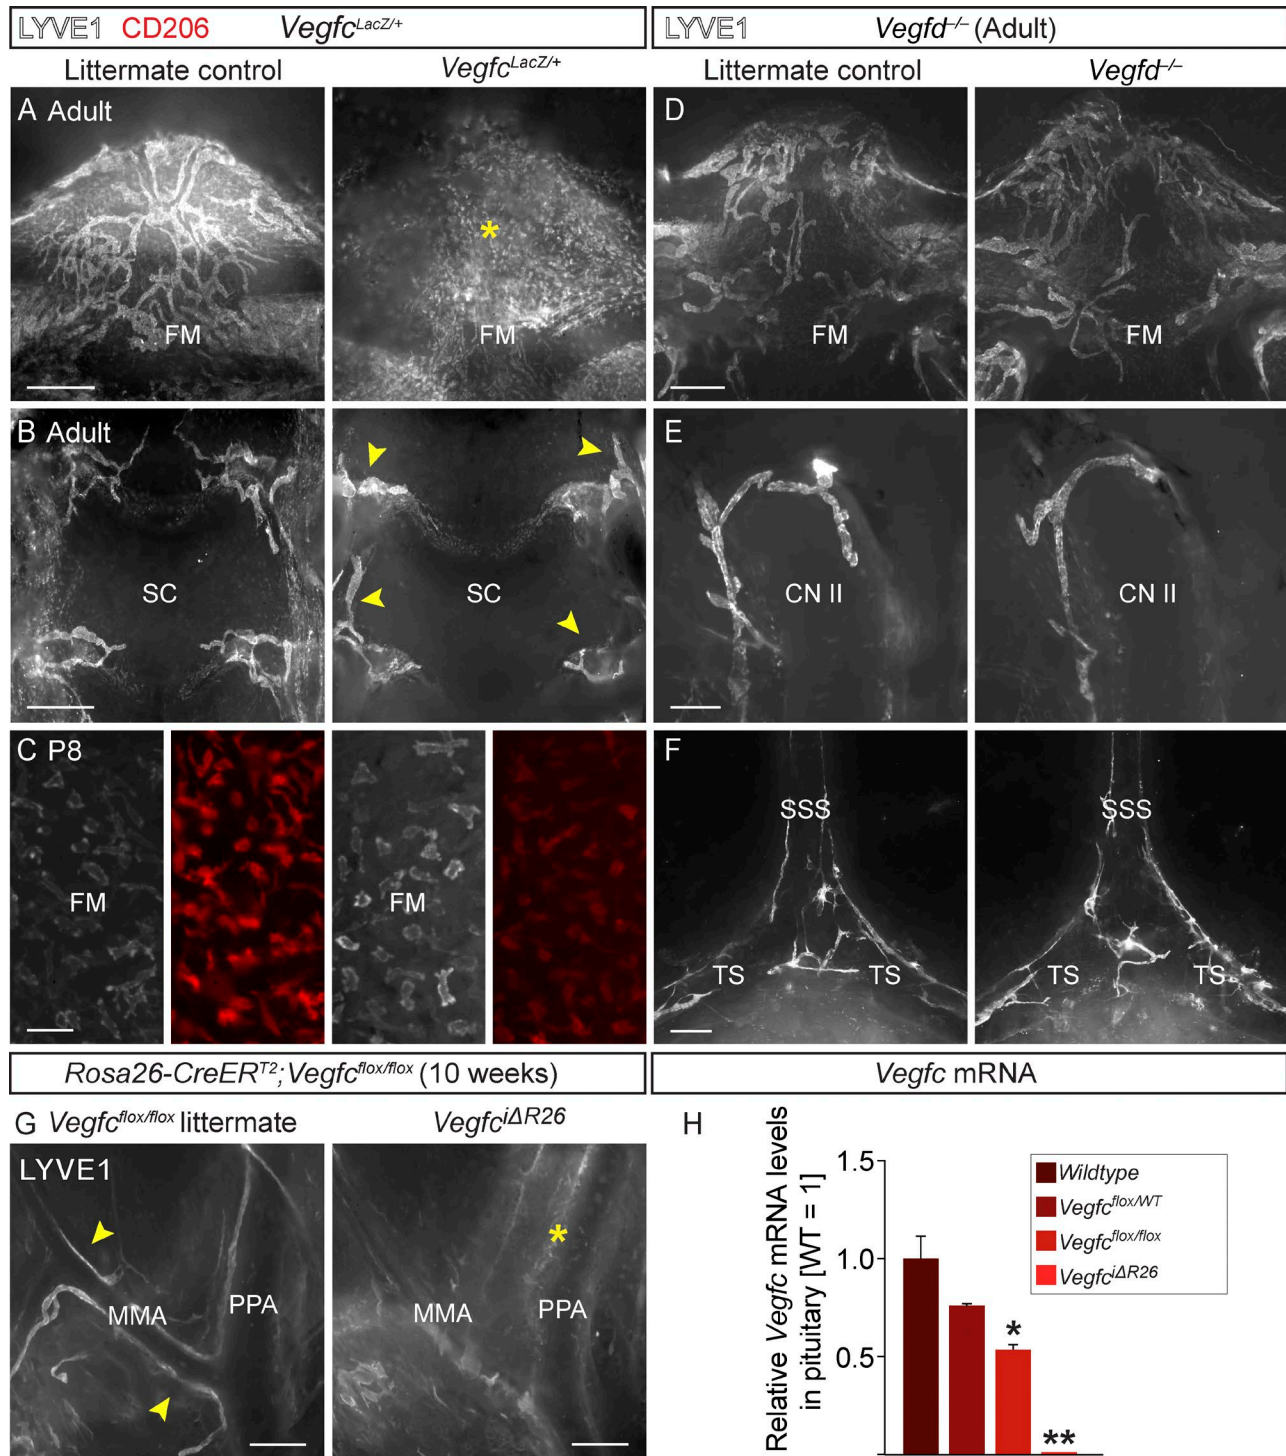 LYVE1 CD206 Vegfc^LacZ/+
LYVE1 Vegfd^–/– (Adult)
Littermate control Vegfc^LacZ/+
Littermate control Vegfd^–/–
A Adult
FM
*
FM
D
FM
FM
B Adult
SC
SC
E
CN II
CN II
C P8
FM
FM
F
SSS
TS TS
SSS
TS TS
Rosa26-CreER^T2;Vegfc^flox/flox (10 weeks)
Vegfc mRNA
G Vegfc^flox/flox littermate Vegfc^iΔR26
LYVE1
MMA PPA
*
MMA PPA
H
Relative Vegfc mRNA levels
in pituitary [WT = 1]
1.5
1.0
0.5
Wildtype
Vegfc^flox/WT
Vegfc^flox/flox
Vegfc^iΔR26
*
**